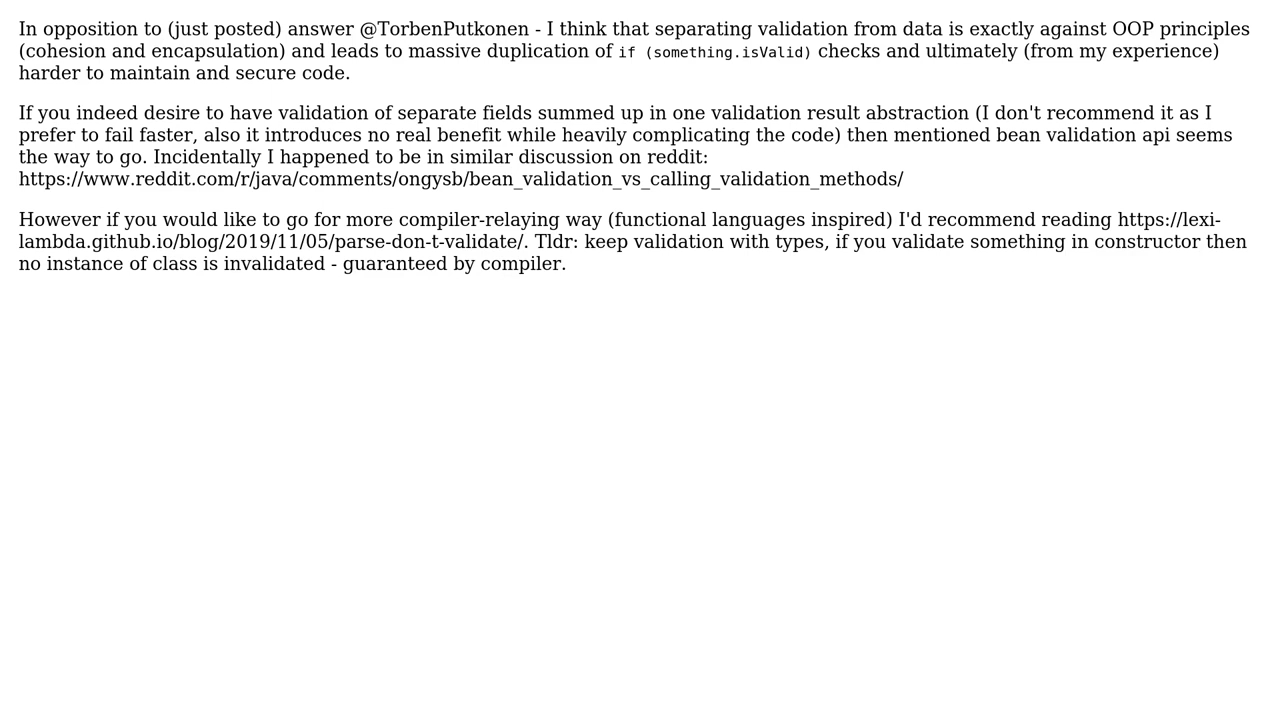 In opposition to (just posted) answer @TorbenPutkonen - I think that separating validation from data is exactly against OOP principles
(cohesion and encapsulation) and leads to massive duplication of if (something.isValid) checks and ultimately (from my experience)
harder to maintain and secure code.
If you indeed desire to have validation of separate fields summed up in one validation result abstraction (I don't recommend it as I
prefer to fail faster, also it introduces no real benefit while heavily complicating the code) then mentioned bean validation api seems
the way to go. Incidentally I happened to be in similar discussion on reddit:
https://www.reddit.com/r/java/comments/ongysb/bean_validation_vs_calling_validation_methods/
However if you would like to go for more compiler-relaying way (functional languages inspired) I'd recommend reading https://lexi-
lambda.github.io/blog/2019/11/05/parse-don-t-validate/. Tldr: keep validation with types, if you validate something in constructor then
no instance of class is invalidated - guaranteed by compiler.